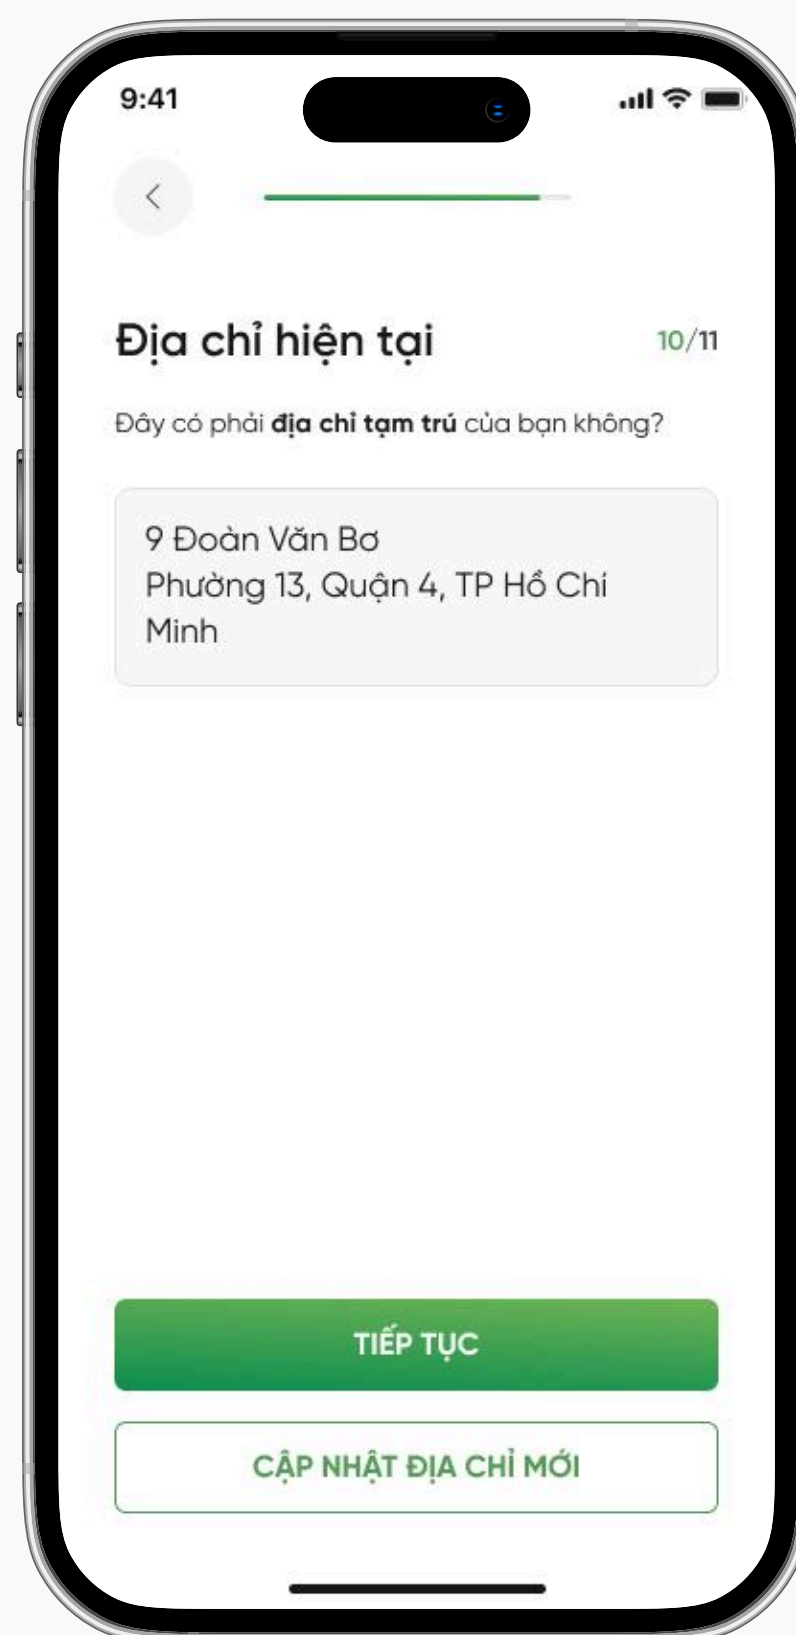 9:41
Địa chỉ hiện tại
10/11
Đây có phải địa chỉ tạm trú của bạn không?
9 Đoàn Văn Bơ
Phường 13, Quận 4, TP Hồ Chí
Minh
TIẾP TỤC
CẬP NHẬT ĐỊA CHỈ MỚI